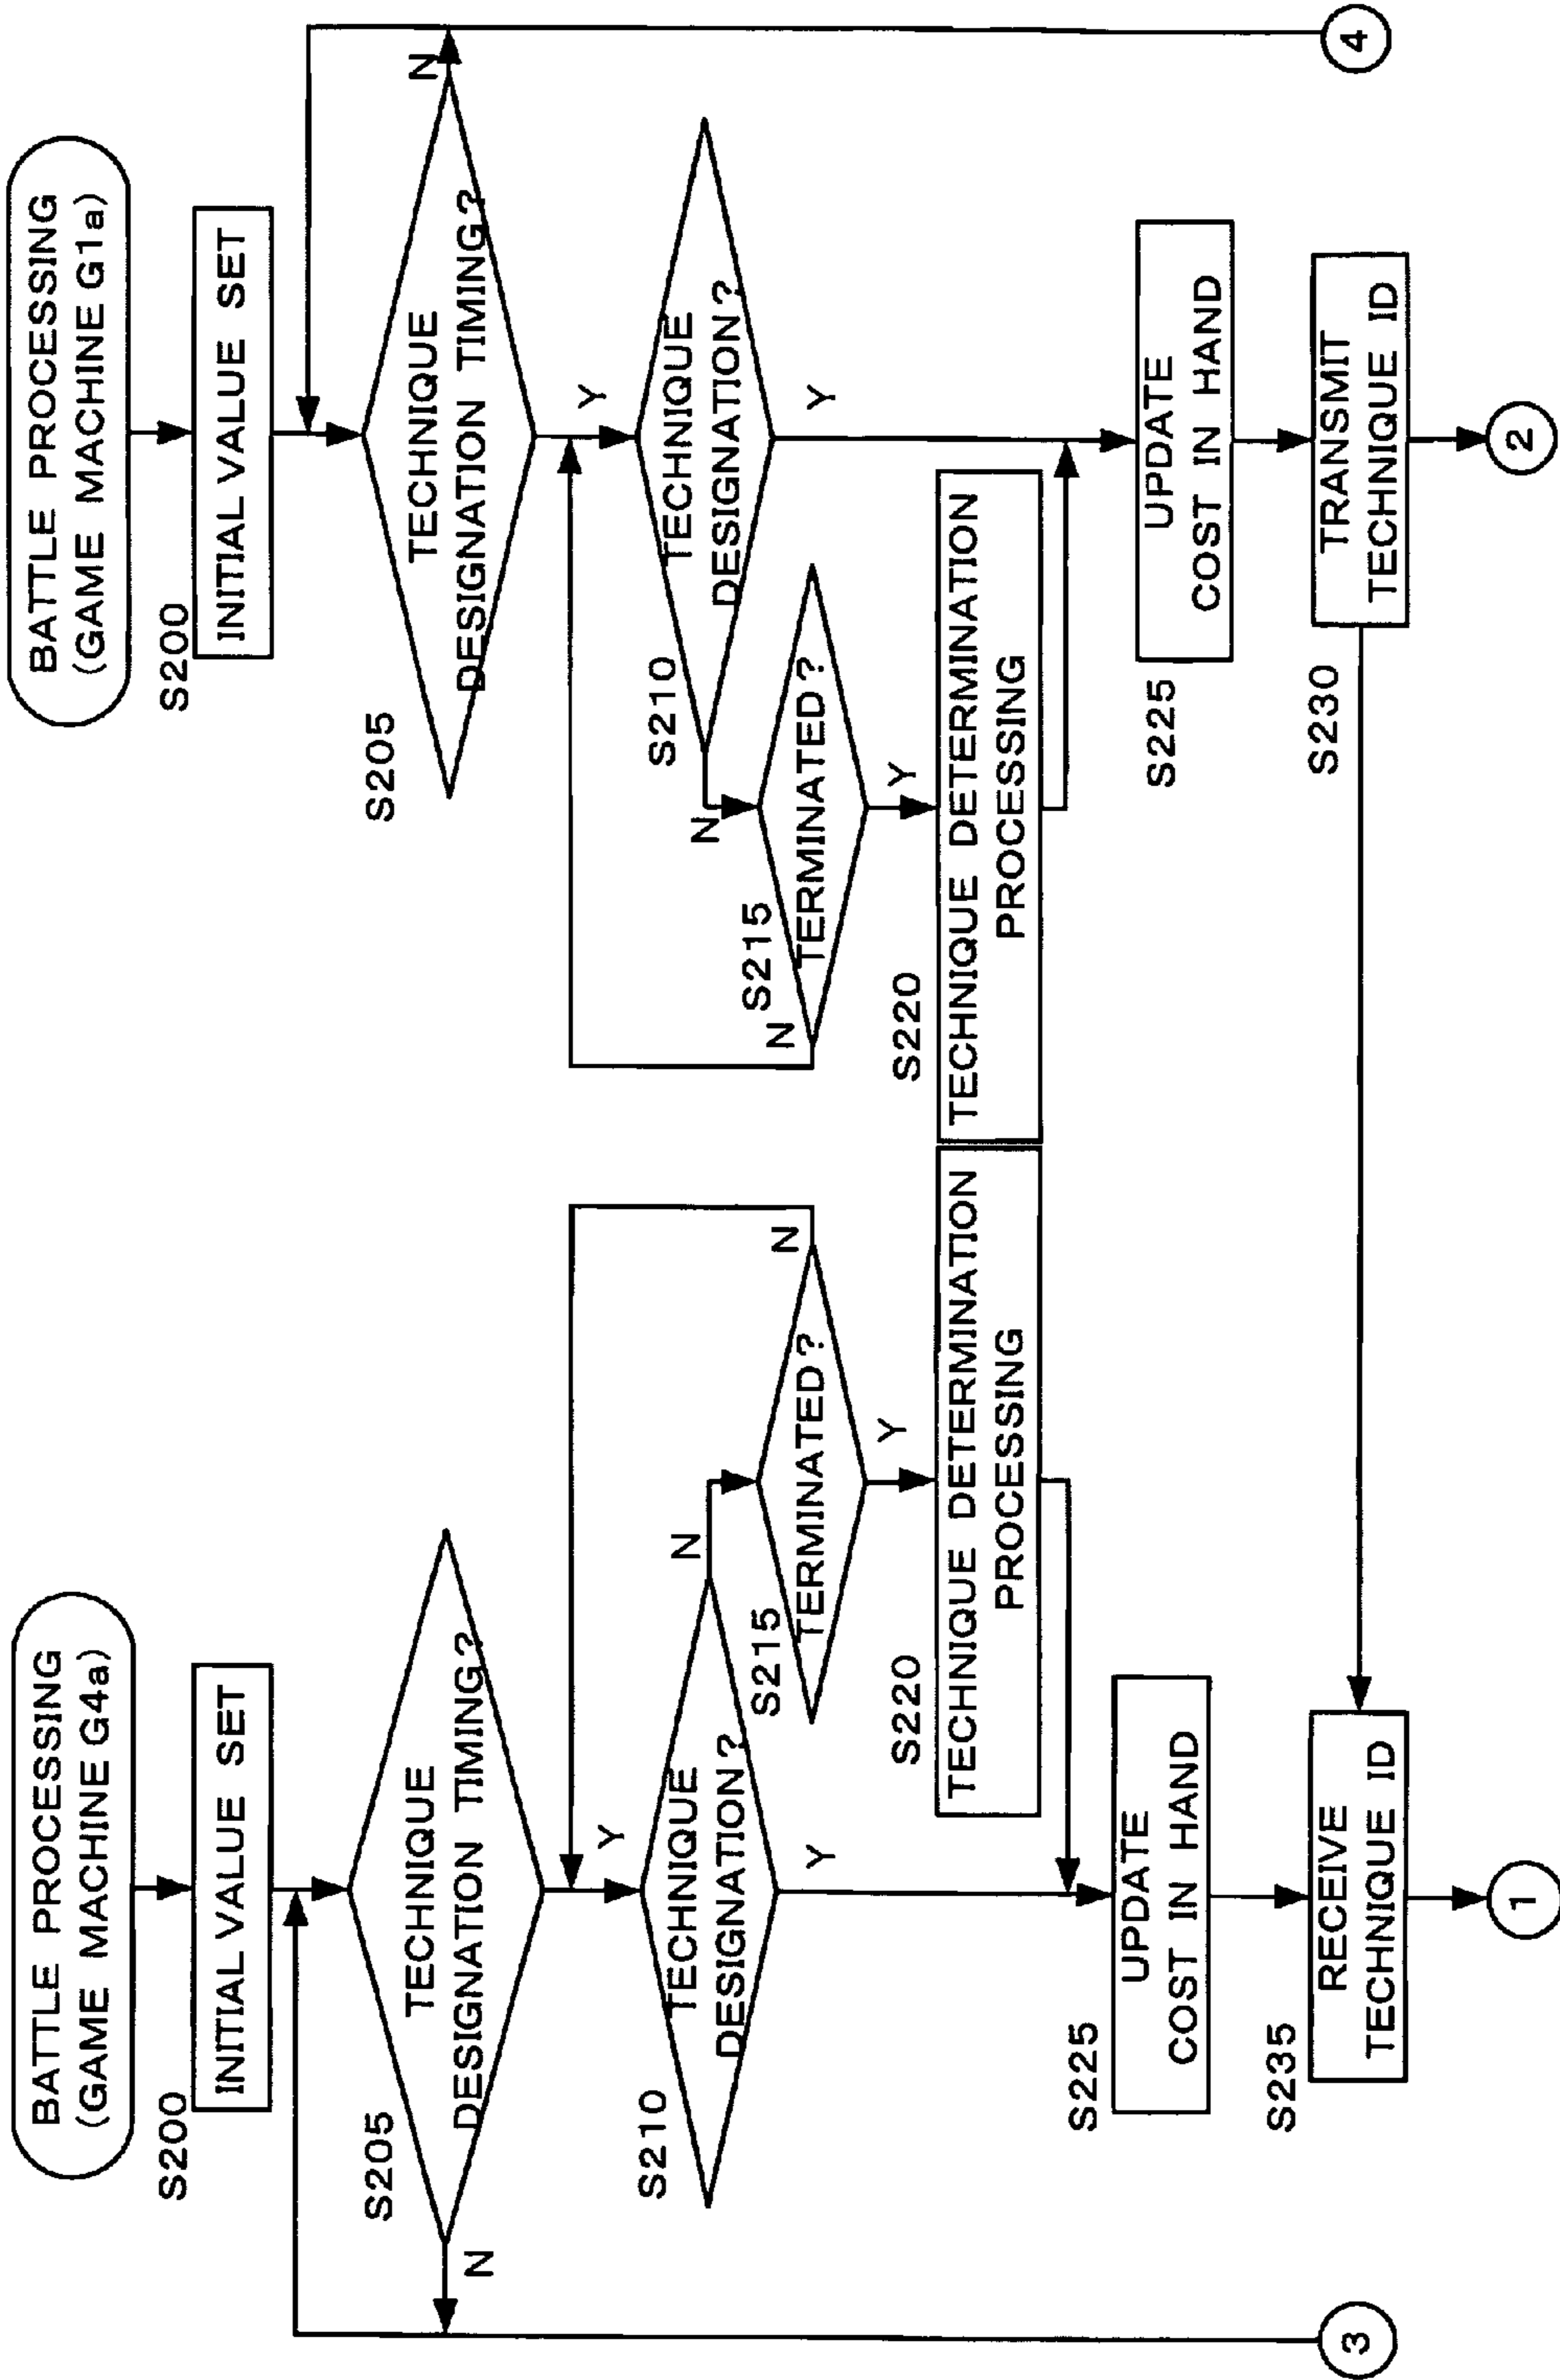 BATTLE PROCESSING
(GAME MACHINE G4a)
S200
INITIAL VALUE SET
S205
TECHNIQUE
DESIGNATION TIMING?
N
Y
S210
TECHNIQUE
DESIGNATION?
N
Y
S215
TERMINATED?
N
Y
S220
TECHNIQUE DETERMINATION
PROCESSING
S225
UPDATE
COST IN HAND
S235
RECEIVE
TECHNIQUE ID
3
1
BATTLE PROCESSING
(GAME MACHINE G1a)
S200
INITIAL VALUE SET
S205
TECHNIQUE
DESIGNATION TIMING?
N
Y
S210
TECHNIQUE
DESIGNATION?
N
Y
S215
TERMINATED?
N
Y
S220
TECHNIQUE DETERMINATION
PROCESSING
S225
UPDATE
COST IN HAND
S230
TRANSMIT
TECHNIQUE ID
4
2